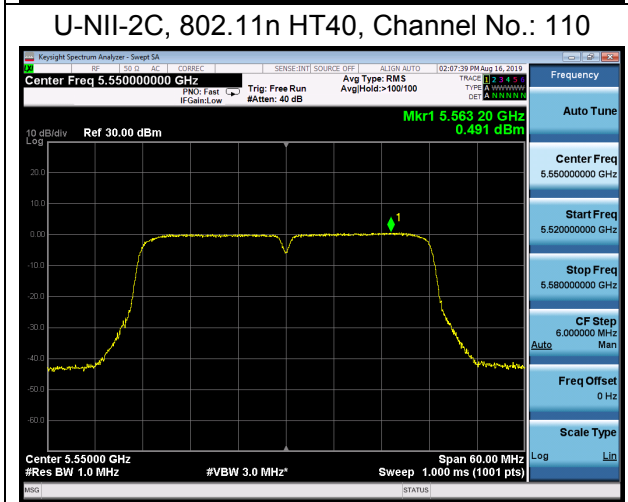 U-NII-2C, 802.11n HT40, Channel No.: 110
Keysight Spectrum Analyzer - Swept SA
LXI RF 50 Ω AC CORREC SENSE:INT SOURCE OFF ALIGN AUTO 02:07:39 PM Aug 16, 2019
Center Freq 5.550000000 GHz
PNO: Fast
IFGain:Low
Trig: Free Run
#Atten: 40 dB
Avg Type: RMS
Avg|Hold:>100/100
TRACE 1 2 3 4 5 6
TYPE A WWWWW
DET A NNNNN
Mkr1 5.563 20 GHz
0.491 dBm
10 dB/div Ref 30.00 dBm
Log
20.0
10.0
0.00
-10.0
-20.0
-30.0
-40.0
-50.0
-60.0
1
Center 5.55000 GHz
Span 60.00 MHz
#Res BW 1.0 MHz
#VBW 3.0 MHz*
Sweep 1.000 ms (1001 pts)
MSG
STATUS
Frequency
Auto Tune
Center Freq
5.550000000 GHz
Start Freq
5.520000000 GHz
Stop Freq
5.580000000 GHz
CF Step
6.000000 MHz
Auto Man
Freq Offset
0 Hz
Scale Type
Log Lin